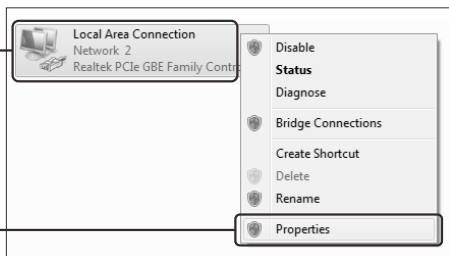 Local Area Connection
Network 2
Realtek PCIe GBE Family Contro
Disable
Status
Diagnose
Bridge Connections
Create Shortcut
Delete
Rename
Properties